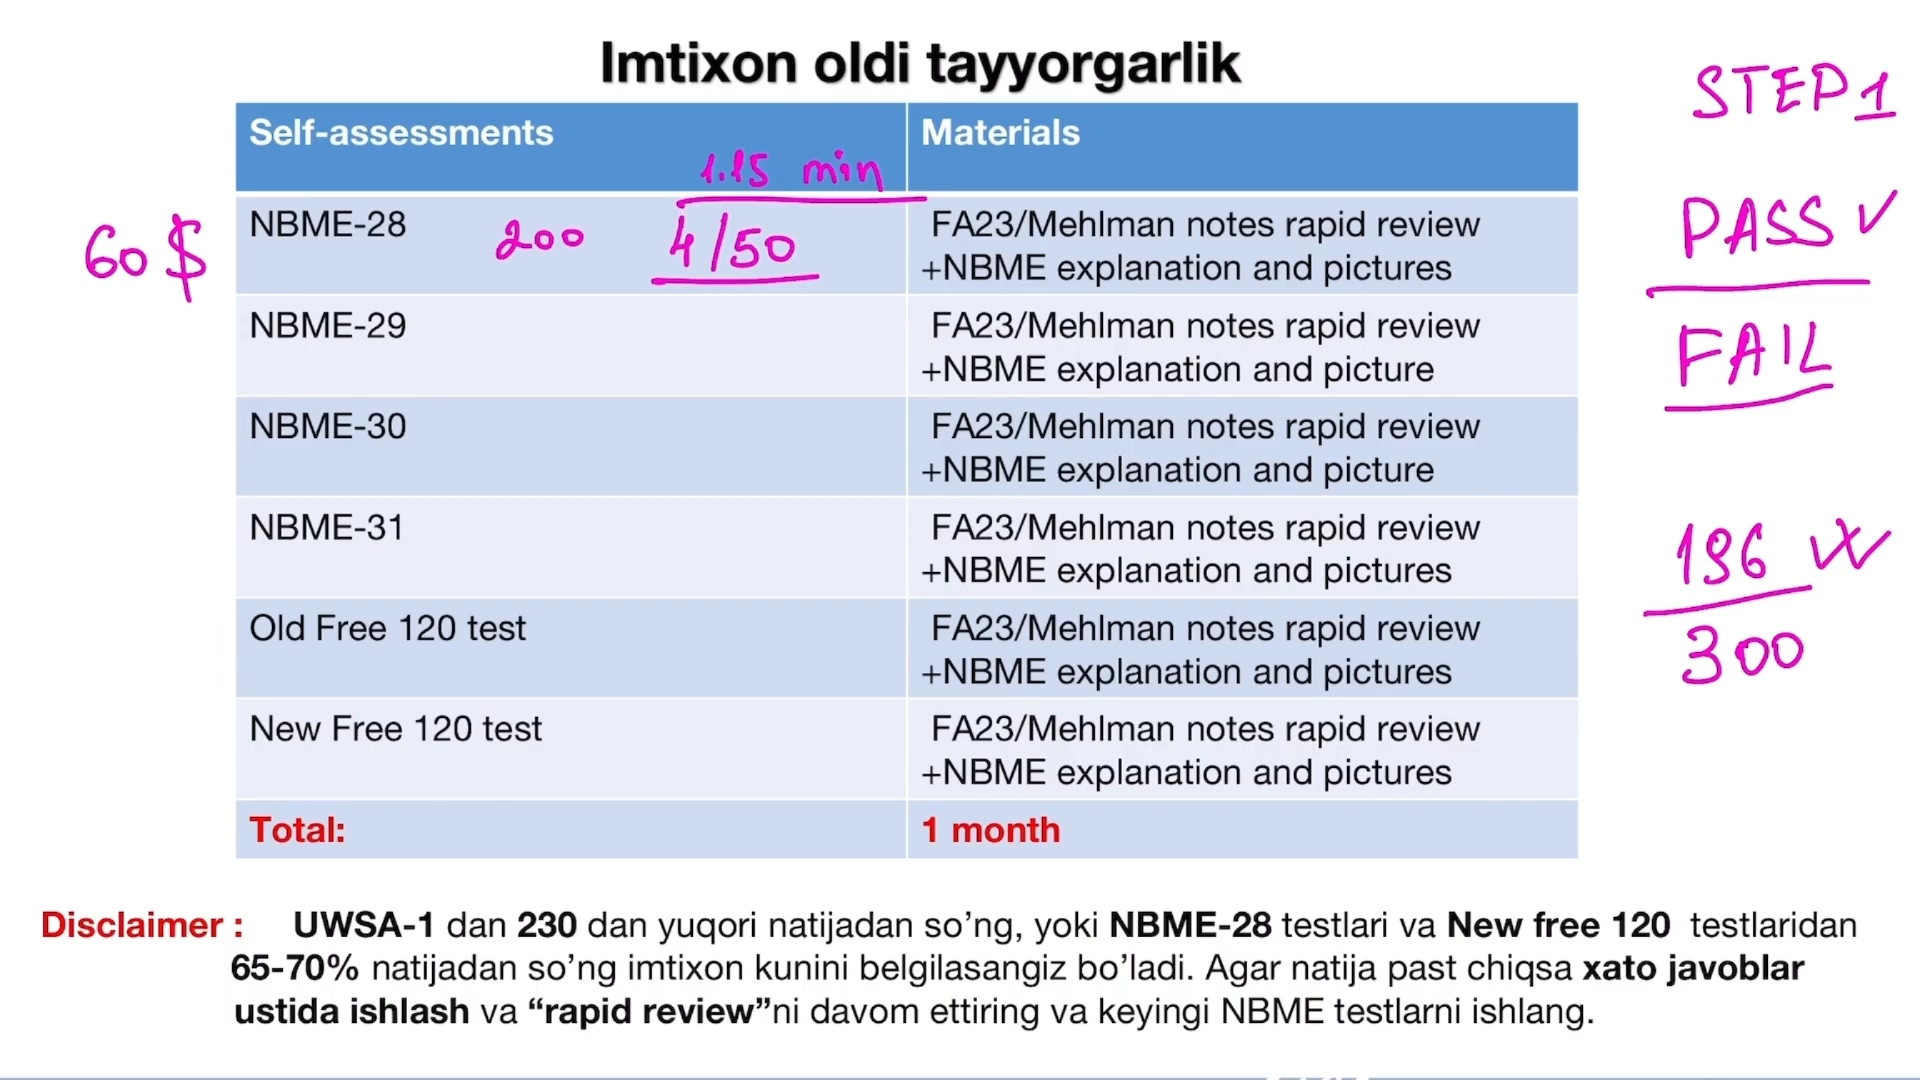 Imtixon oldi tayyorgarlik
STEP 1
Self-assessments
Materials
1.15 min
60 $
NBME-28
200
4/50
FA23/Mehlman notes rapid review
+NBME explanation and pictures
PASS
NBME-29
FA23/Mehlman notes rapid review
+NBME explanation and picture
FAIL
NBME-30
FA23/Mehlman notes rapid review
+NBME explanation and picture
NBME-31
FA23/Mehlman notes rapid review
+NBME explanation and pictures
196
300
Old Free 120 test
FA23/Mehlman notes rapid review
+NBME explanation and pictures
New Free 120 test
FA23/Mehlman notes rapid review
+NBME explanation and pictures
Total:
1 month
Disclaimer : UWSA-1 dan 230 dan yuqori natijadan so’ng, yoki NBME-28 testlari va New free 120 testlaridan
65-70% natijadan so’ng imtixon kunini belgilasangiz bo’ladi. Agar natija past chiqsa xato javoblar
ustida ishlash va “rapid review”ni davom ettiring va keyingi NBME testlarni ishlang.